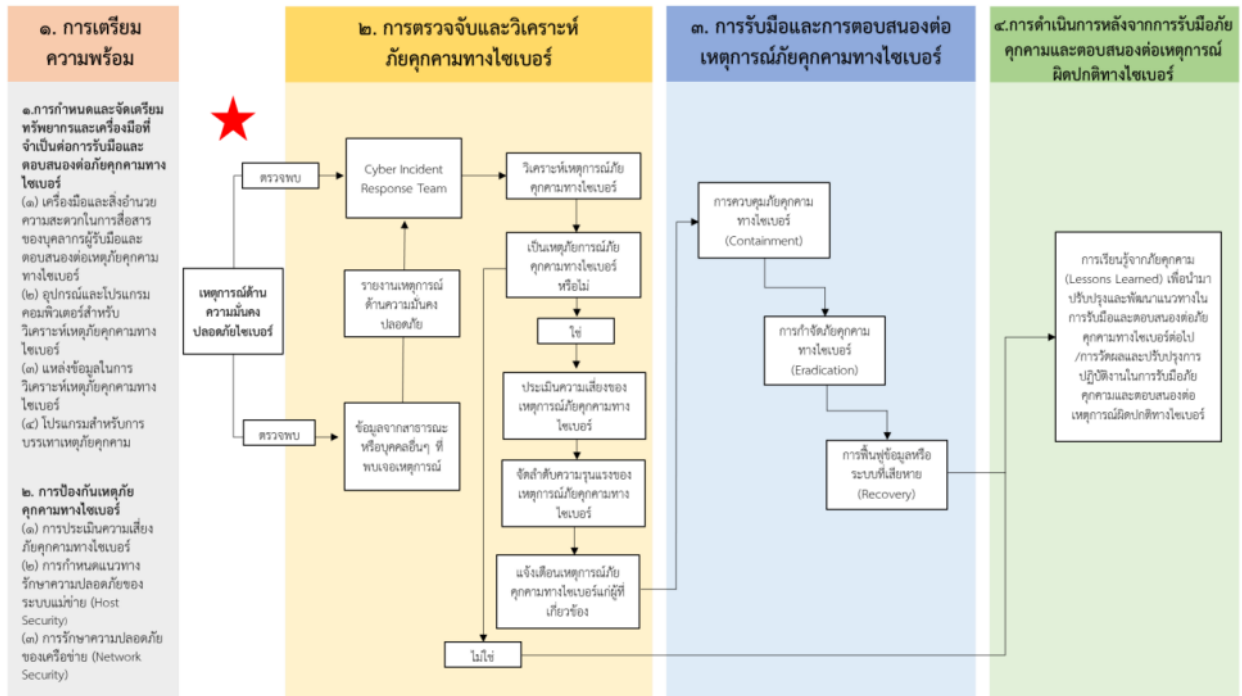 ๑. การเตรียม
ความพร้อม
๒. การตรวจจับและวิเคราะห์
ภัยคุกคามทางไซเบอร์
๓. การรับมือและการตอบสนองต่อ
เหตุการณ์ภัยคุกคามทางไซเบอร์
๔.การดำเนินการหลังจากการรับมือภัย
คุกคามและตอบสนองต่อเหตุการณ์
ผิดปกติทางไซเบอร์
๑.การกำหนดและจัดเตรียม
ทรัพยากรและเครื่องมือที่
จำเป็นต่อการรับมือและ
ตอบสนองต่อภัยคุกคามทาง
ไซเบอร์
(๑) เครื่องมือและสิ่งอำนวย
ความสะดวกในการสื่อสาร
ของบุคลากรผู้รับมือและ
ตอบสนองต่อเหตุภัยคุกคาม
ทางไซเบอร์
(๒) อุปกรณ์และโปรแกรม
คอมพิวเตอร์สำหรับ
วิเคราะห์เหตุภัยคุกคามทาง
ไซเบอร์
(๓) แหล่งข้อมูลในการ
วิเคราะห์เหตุภัยคุกคามทาง
ไซเบอร์
(๔) โปรแกรมสำหรับการ
บรรเทาเหตุภัยคุกคาม
๒. การป้องกันเหตุภัย
คุกคามทางไซเบอร์
(๑) การประเมินความเสี่ยง
ภัยคุกคามทางไซเบอร์
(๒) การกำหนดแนวทาง
รักษาความปลอดภัยของ
ระบบแม่ข่าย (Host
Security)
(๓) การรักษาความปลอดภัย
ของเครือข่าย (Network
Security)
เหตุการณ์ด้าน
ความมั่นคง
ปลอดภัยไซเบอร์
ตรวจพบ
ตรวจพบ
Cyber Incident
Response Team
รายงานเหตุการณ์
ด้านความมั่นคง
ปลอดภัย
ข้อมูลจากสาธารณะ
หรือบุคคลอื่นๆ ที่
พบเจอเหตุการณ์
วิเคราะห์เหตุการณ์ภัย
คุกคามทางไซเบอร์
เป็นเหตุภัยการณ์ภัย
คุกคามทางไซเบอร์
หรือไม่
ใช่
ประเมินความเสี่ยงของ
เหตุการณ์ภัยคุกคามทาง
ไซเบอร์
จัดลำดับความรุนแรงของ
เหตุการณ์ภัยคุกคามทาง
ไซเบอร์
แจ้งเตือนเหตุการณ์ภัย
คุกคามทางไซเบอร์แก่ผู้ที่
เกี่ยวข้อง
ไม่ใช่
การควบคุมภัยคุกคาม
ทางไซเบอร์
(Containment)
การกำจัดภัยคุกคาม
ทางไซเบอร์
(Eradication)
การฟื้นฟูข้อมูลหรือ
ระบบที่เสียหาย
(Recovery)
การเรียนรู้จากภัยคุกคาม
(Lessons Learned) เพื่อนำมา
ปรับปรุงและพัฒนาแนวทางใน
การรับมือและตอบสนองต่อภัย
คุกคามทางไซเบอร์ต่อไป
/การวัดผลและปรับปรุงการ
ปฏิบัติงานในการรับมือภัย
คุกคามและตอบสนองต่อ
เหตุการณ์ผิดปกติทางไซเบอร์